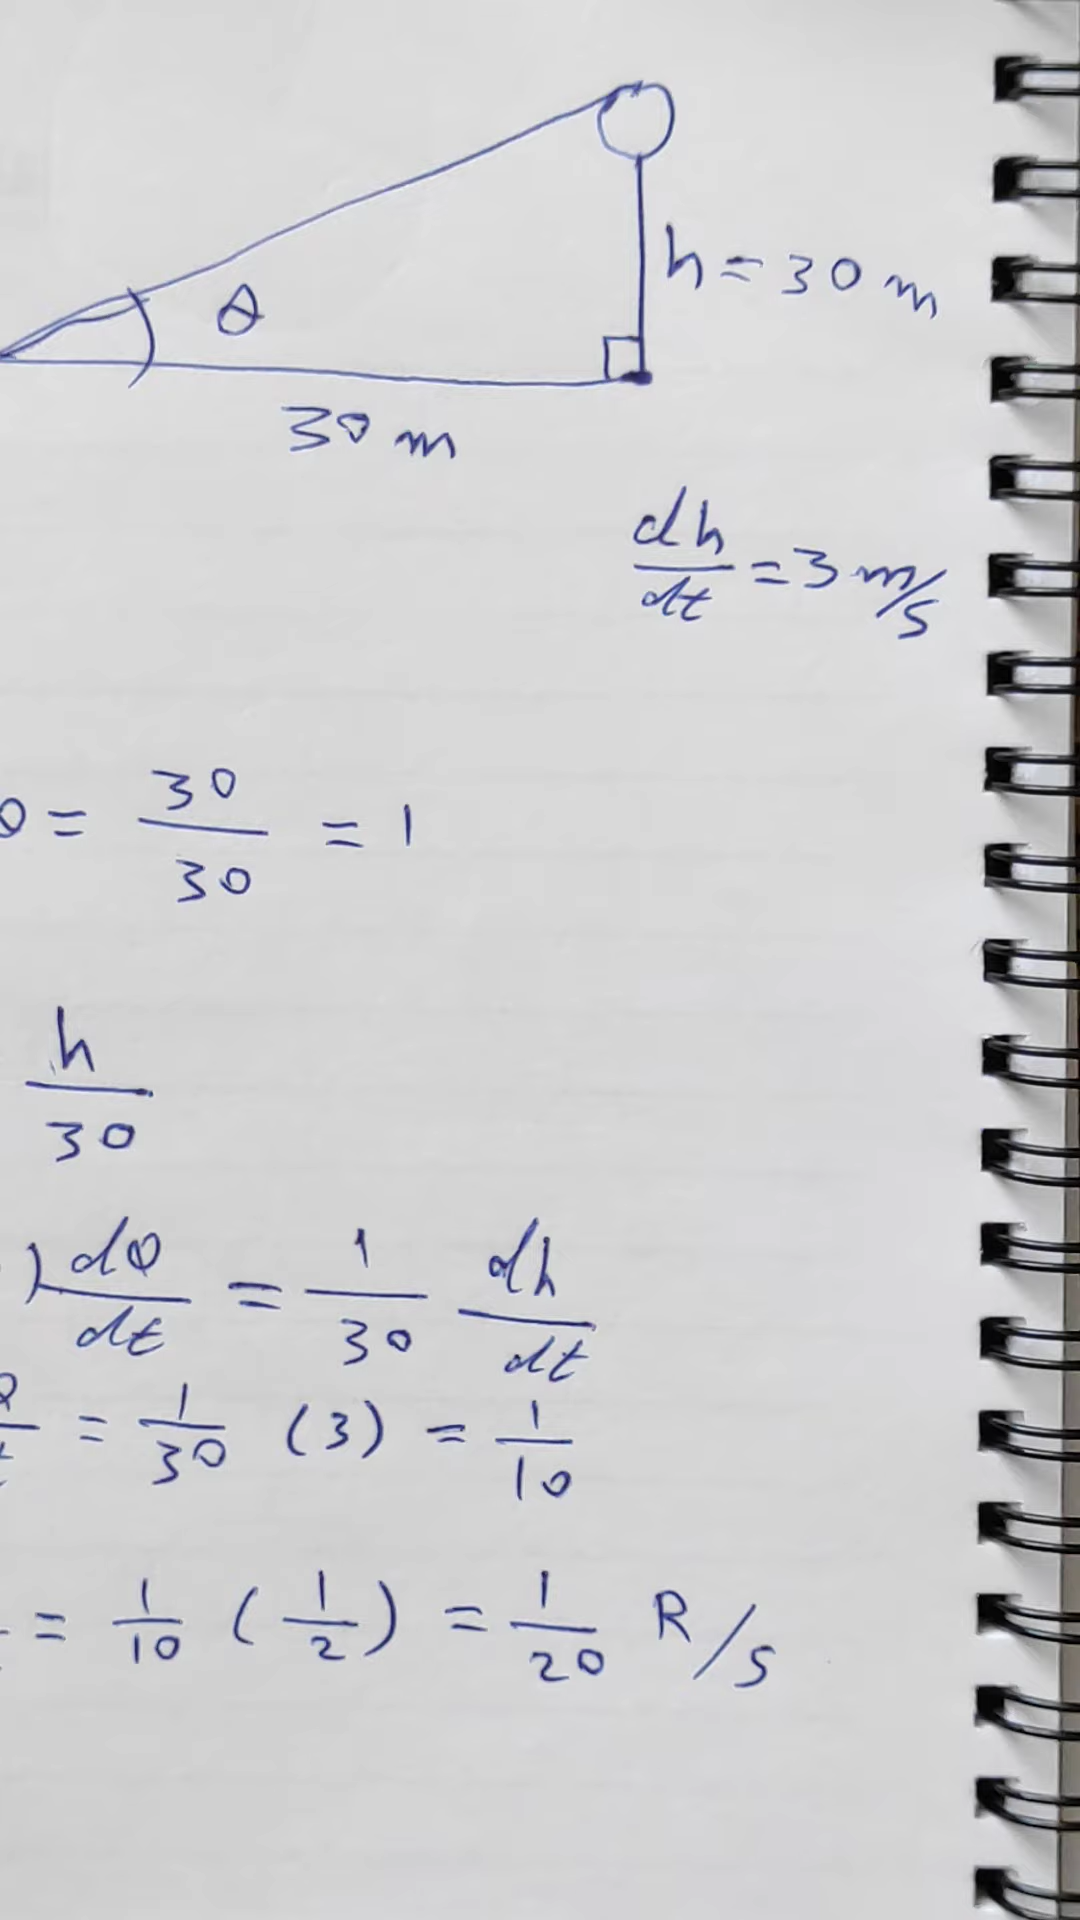 θ
h = 30 m
30 m
dh/dt = 3 m/s
θ = 30/30 = 1
h/30
) dθ/dt = 1/30 dh/dt
= 1/30 (3) = 1/10
= 1/10 (1/2) = 1/20 R/s